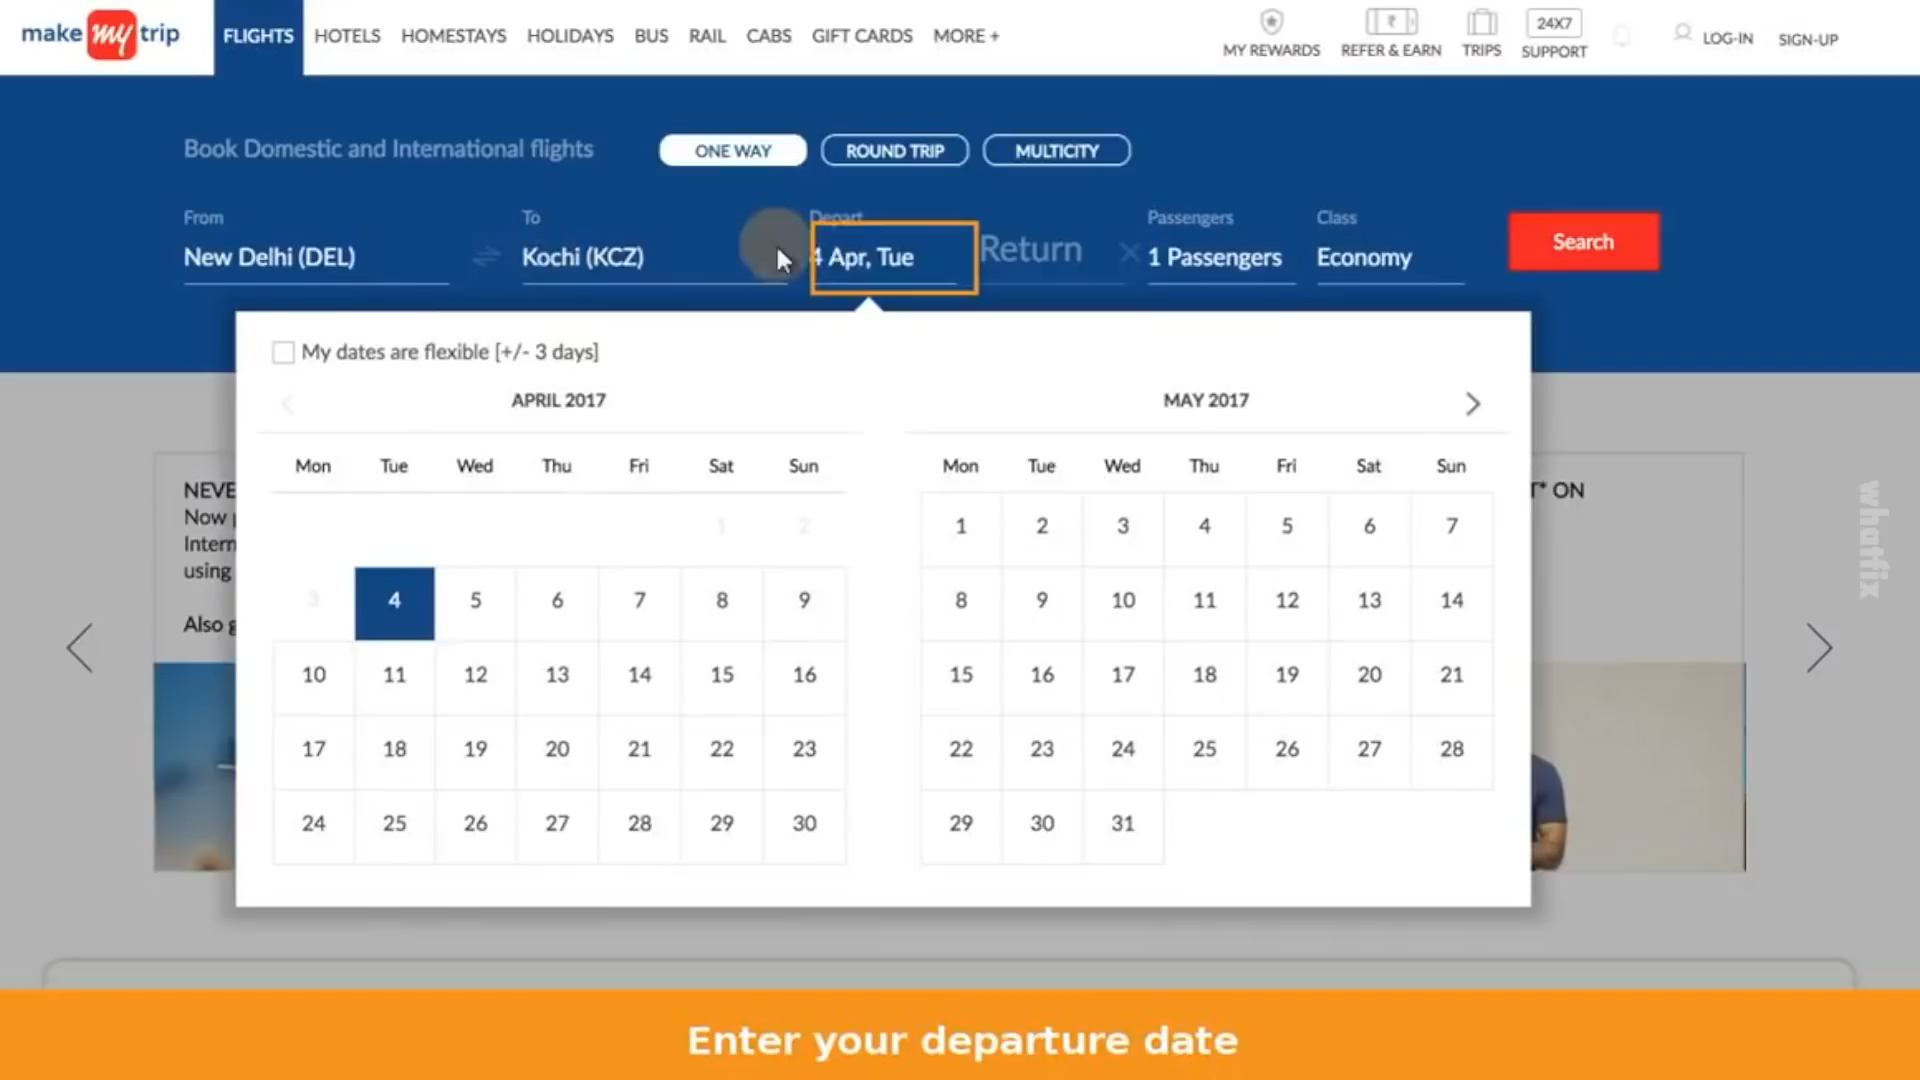 make my trip
FLIGHTS HOTELS HOMESTAYS HOLIDAYS BUS RAIL CABS GIFT CARDS MORE +
MY REWARDS
REFER & EARN
TRIPS
24X7
SUPPORT
LOG-IN
SIGN-UP
Book Domestic and International flights
ONE WAY
ROUND TRIP
MULTICITY
From
New Delhi (DEL)
To
Kochi (KCZ)
Depart
4 Apr, Tue
Return
Passengers
1 Passengers
Class
Economy
Search
My dates are flexible [+/- 3 days]
APRIL 2017
Mon Tue Wed Thu Fri Sat Sun
1 2
3 4 5 6 7 8 9
10 11 12 13 14 15 16
17 18 19 20 21 22 23
24 25 26 27 28 29 30
MAY 2017
Mon Tue Wed Thu Fri Sat Sun
1 2 3 4 5 6 7
8 9 10 11 12 13 14
15 16 17 18 19 20 21
22 23 24 25 26 27 28
29 30 31
NEVE
Now
Intern
using
Also g
T* ON
whatfix
Enter your departure date